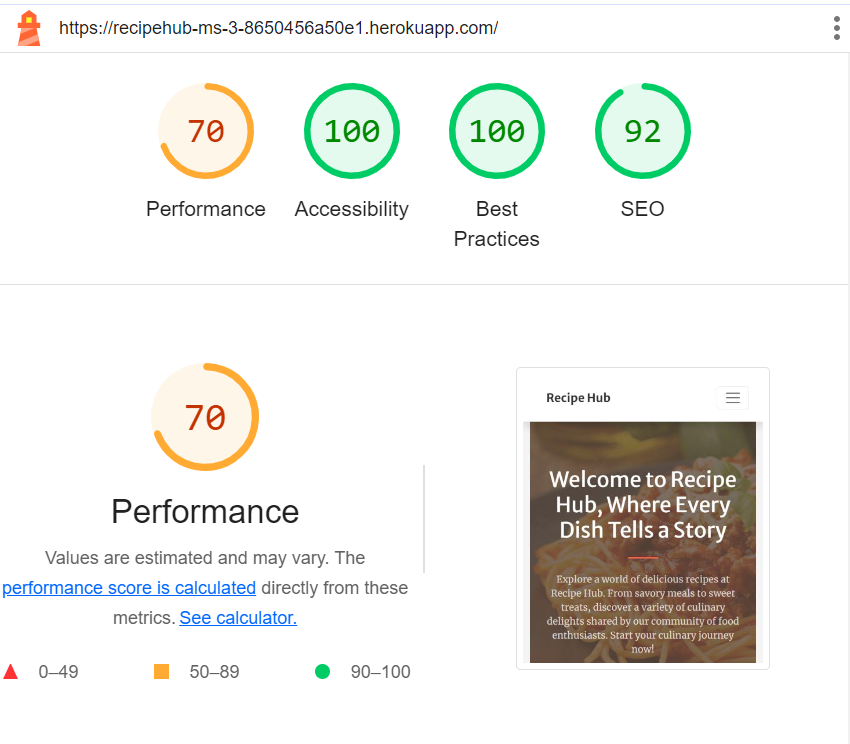 https://recipehub-ms-3-8650456a50e1.herokuapp.com/
70
100
100
92
Performance
Accessibility
Best
Practices
SEO
70
Performance
Values are estimated and may vary. The
performance score is calculated directly from these
metrics. See calculator.
0–49
50–89
90–100
Recipe Hub
Welcome to Recipe
Hub, Where Every
Dish Tells a Story
Explore a world of delicious recipes at
Recipe Hub. From savory meals to sweet
treats, discover a variety of culinary
delights shared by our community of food
enthusiasts. Start your culinary journey
now!